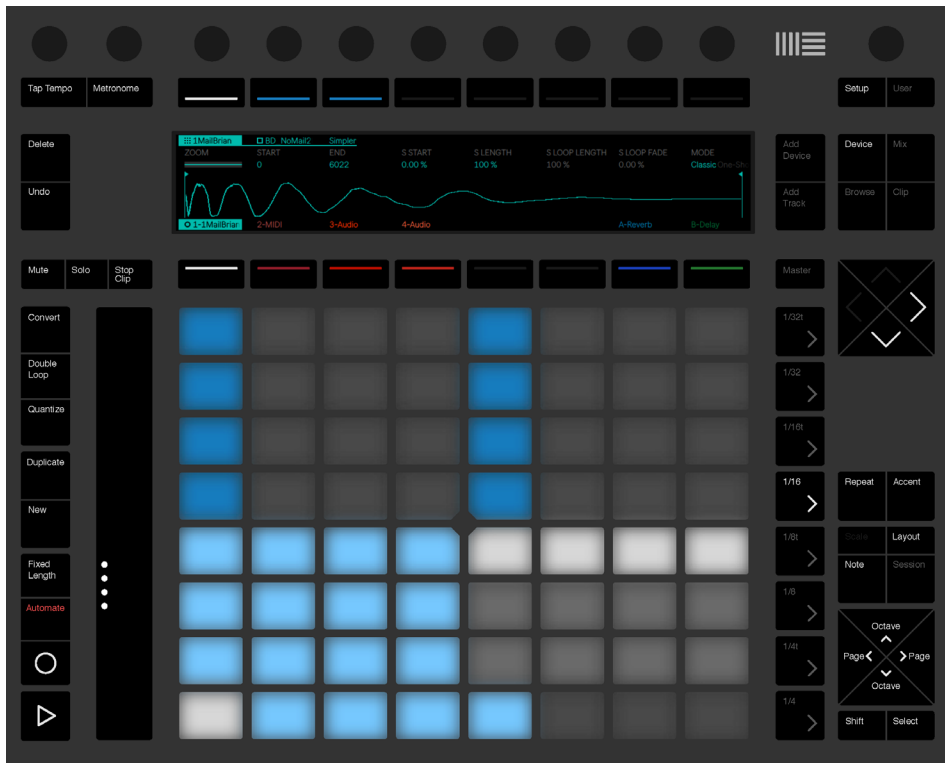 Tap Tempo
Metronome
Setup
User
Delete
1MailBrian
BD_NoMail2
Simpler
ZOOM
START
END
S START
S LENGTH
S LOOP LENGTH
S LOOP FADE
MODE
0
6022
0.00 %
100 %
100 %
0.00 %
Classic One-Sh
Add
Device
Device
Mix
Undo
1-1MailBriar
2-MIDI
3-Audio
4-Audio
A-Reverb
B-Delay
Add
Track
Browse
Clip
Mute
Solo
Stop
Clip
Master
Convert
1/32t
Double
Loop
1/32
Quantize
1/16t
Duplicate
1/16
Repeat
Accent
New
1/8t
Scale
Layout
Fixed
Length
Note
Session
1/8
Automate
Octave
1/4t
Page
Page
Octave
1/4
Shift
Select